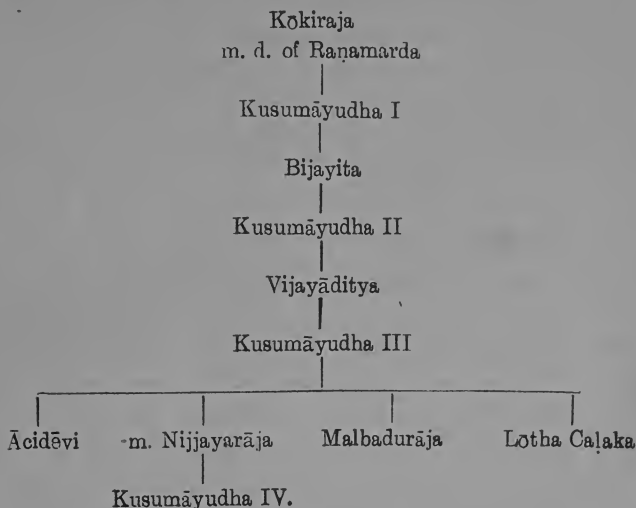 Kōkiraja
m. d. of Raṇamarda
Kusumāyudha I
Bijayita
Kusumāyudha II
Vijayāditya
Kusumāyudha III
Ācidēvi -m. Nijjayarāja Malbadurāja Lōtha Caḷaka
Kusumāyudha IV.